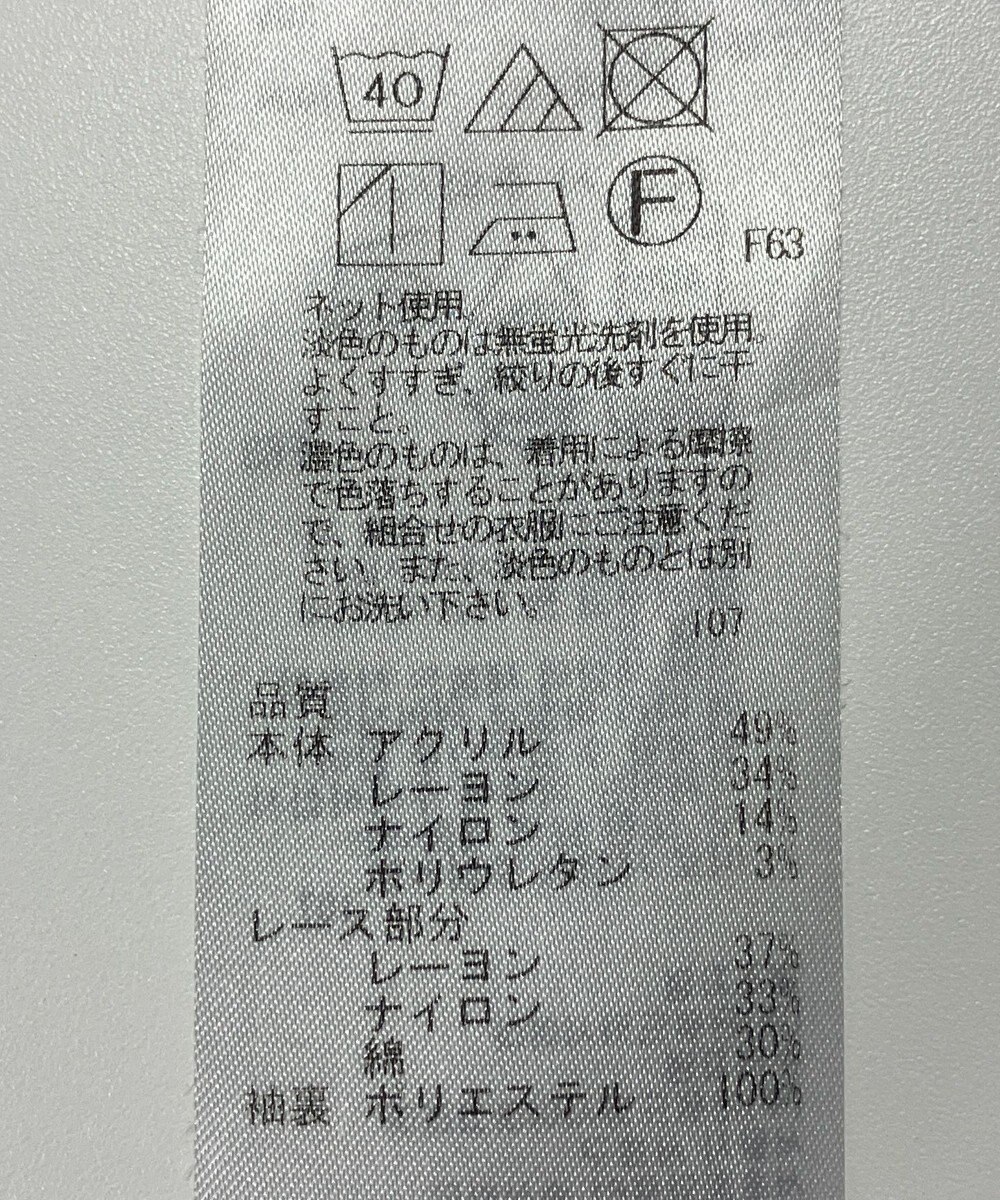 40
F
F63
ネット使用
淡色のものは無蛍光洗剤を使用。
よくすすぎ、絞りの後すぐに干
すこと。
濃色のものは、着用による摩擦
で色落ちすることがありますの
で、組合せの衣服にご注意くだ
さい。また、淡色のものとは別
にお洗い下さい。
107
品質
本体 アクリル 49%
レーヨン 34%
ナイロン 14%
ポリウレタン 3%
レース部分
レーヨン 37%
ナイロン 33%
綿 30%
袖裏 ポリエステル 100%